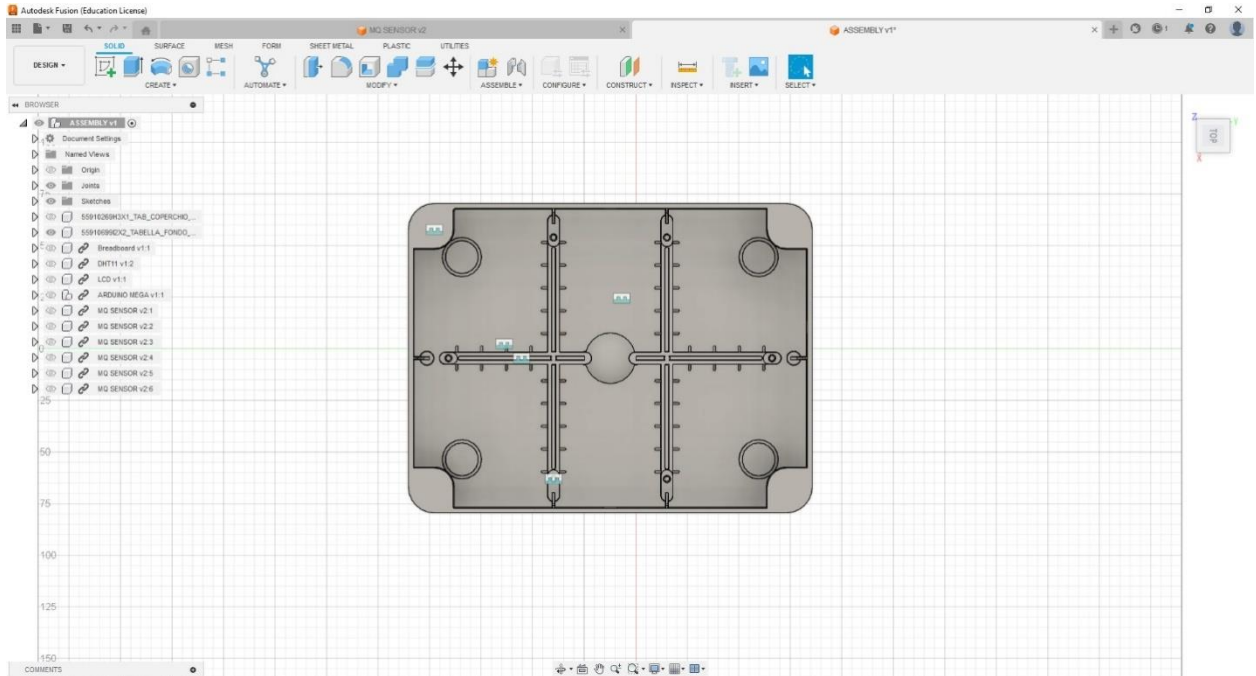 Autodesk Fusion (Education License)
MQ SENSOR v2
ASSEMBLY v1*
SOLID SURFACE MESH FORM SHEET METAL PLASTIC UTILITIES
DESIGN
CREATE AUTOMATE MODIFY ASSEMBLE CONFIGURE CONSTRUCT INSPECT INSERT SELECT
BROWSER
ASSEMBLY v1
Document Settings
Named Views
Origin
Joints
Sketches
55910269H3X1_TAB_COPERCHIO_...
559106992X2_TABELLA_FONDO_...
Breadboard v1:1
DHT11 v1:2
LCD v1:1
ARDUINO MEGA v1:1
MQ SENSOR v2:1
MQ SENSOR v2:2
MQ SENSOR v2:3
MQ SENSOR v2:4
MQ SENSOR v2:5
MQ SENSOR v2:6
Z
Y
TOP
X
0
25
50
75
100
125
150
COMMENTS